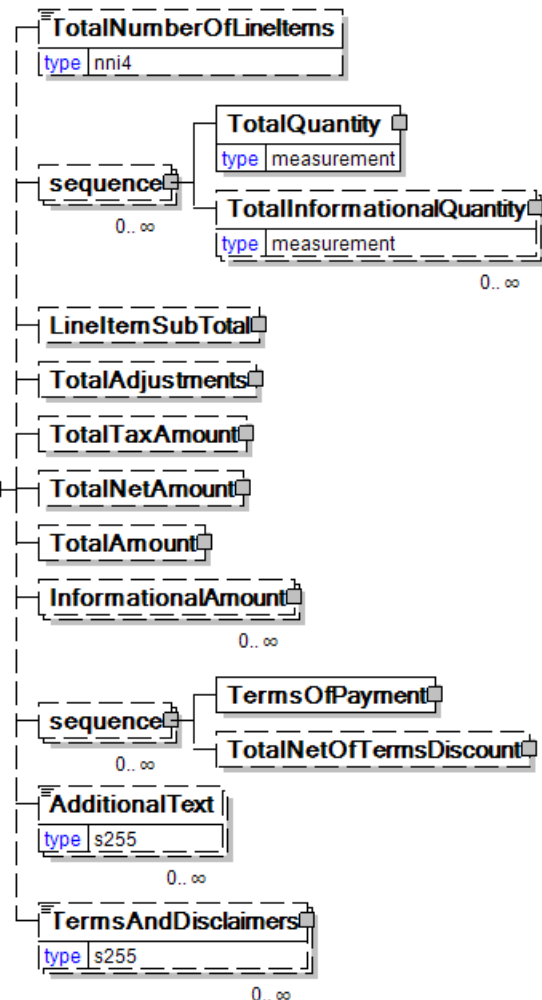 TotalNumberOfLineItems
type nni4
TotalQuantity
type measurement
sequence
0.. ∞
TotalInformationalQuantity
type measurement
0.. ∞
LineItemSubTotal
TotalAdjustments
TotalTaxAmount
TotalNetAmount
TotalAmount
InformationalAmount
0.. ∞
TermsOfPayment
sequence
0.. ∞
TotalNetOfTermsDiscount
AdditionalText
type s255
0.. ∞
TermsAndDisclaimers
type s255
0.. ∞